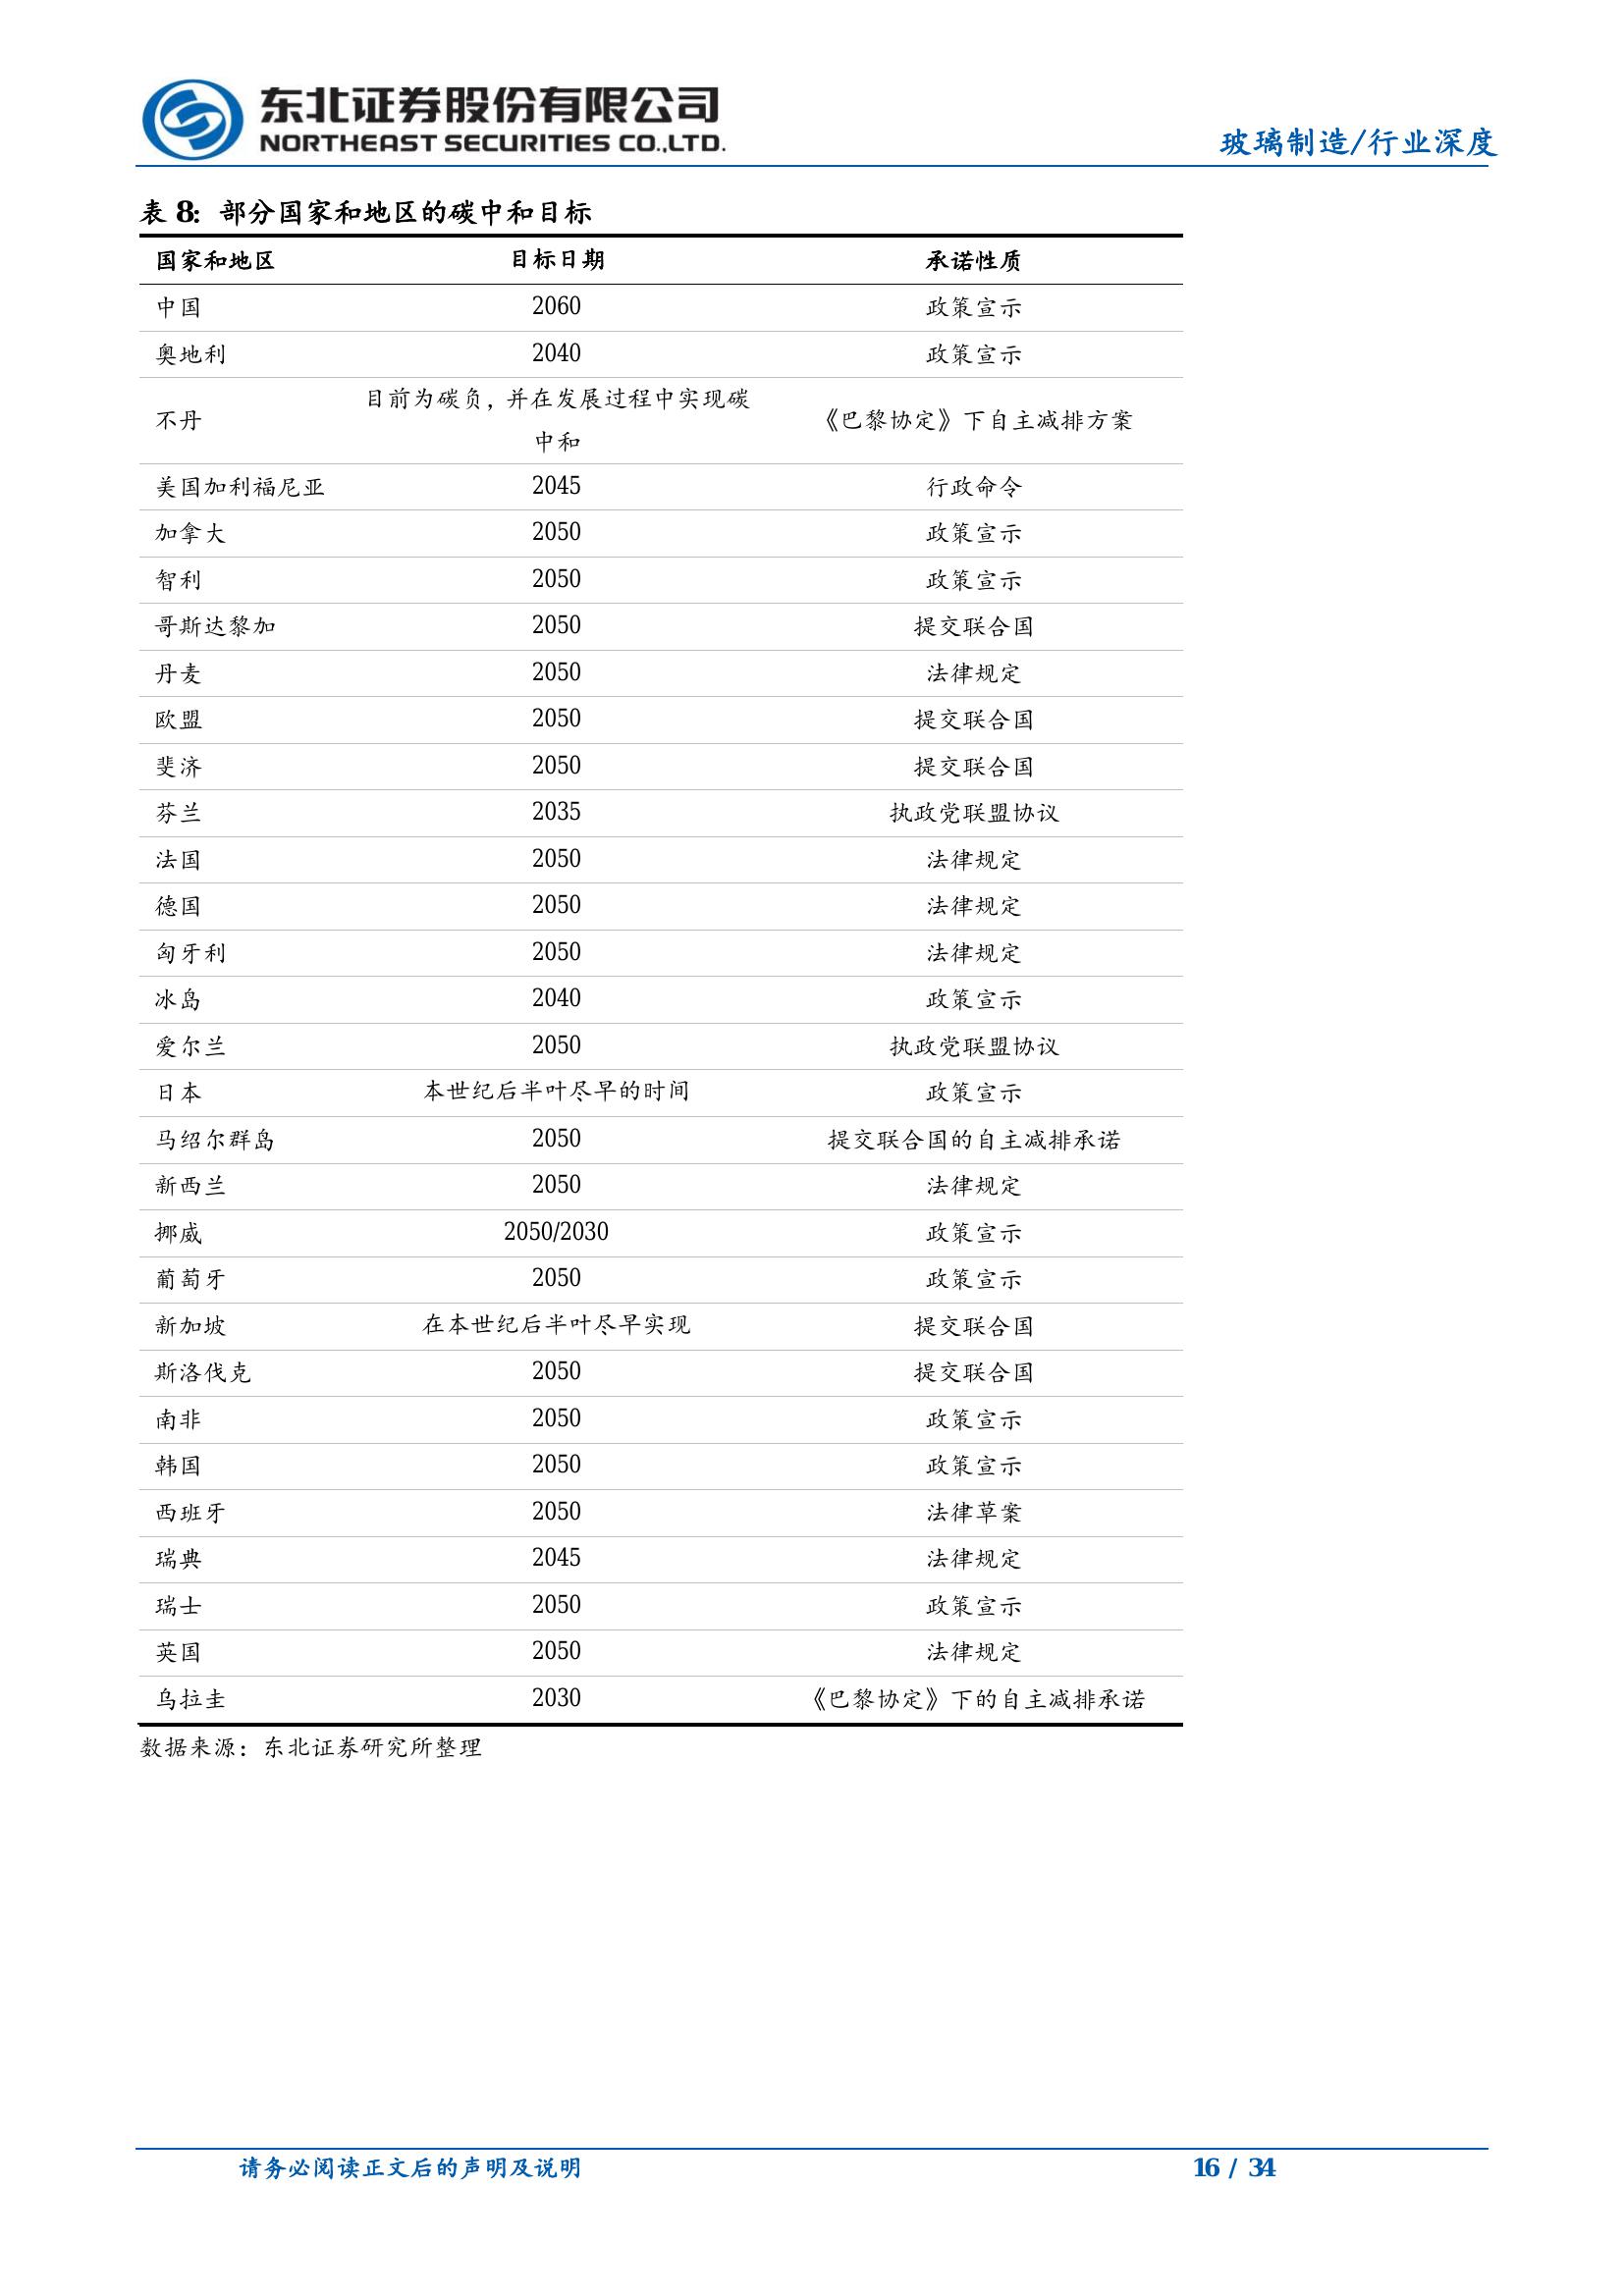 东北证券股份有限公司
NORTHEAST SECURITIES CO.,LTD.
玻璃制造/行业深度
表 8: 部分国家和地区的碳中和目标
国家和地区 目标日期 承诺性质
中国 2060 政策宣示
奥地利 2040 政策宣示
不丹 目前为碳负，并在发展过程中实现碳 《巴黎协定》下自主减排方案
中和
美国加利福尼亚 2045 行政命令
加拿大 2050 政策宣示
智利 2050 政策宣示
哥斯达黎加 2050 提交联合国
丹麦 2050 法律规定
欧盟 2050 提交联合国
斐济 2050 提交联合国
芬兰 2035 执政党联盟协议
法国 2050 法律规定
德国 2050 法律规定
匈牙利 2050 法律规定
冰岛 2040 政策宣示
爱尔兰 2050 执政党联盟协议
日本 本世纪后半叶尽早的时间 政策宣示
马绍尔群岛 2050 提交联合国的自主减排承诺
新西兰 2050 法律规定
挪威 2050/2030 政策宣示
葡萄牙 2050 政策宣示
新加坡 在本世纪后半叶尽早实现 提交联合国
斯洛伐克 2050 提交联合国
南非 2050 政策宣示
韩国 2050 政策宣示
西班牙 2050 法律草案
瑞典 2045 法律规定
瑞士 2050 政策宣示
英国 2050 法律规定
乌拉圭 2030 《巴黎协定》下的自主减排承诺
数据来源：东北证券研究所整理
请务必阅读正文后的声明及说明 16 / 34